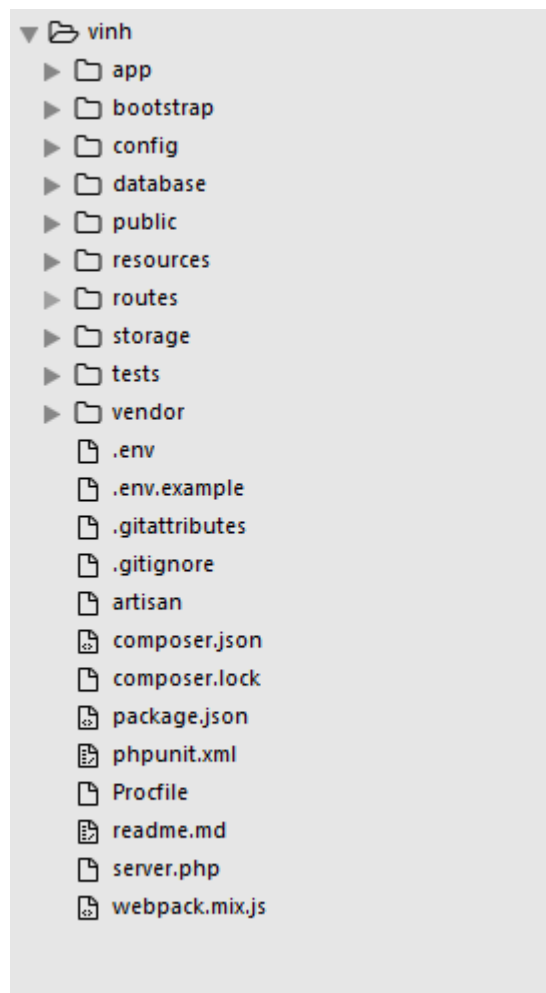 vinh
app
bootstrap
config
database
public
resources
routes
storage
tests
vendor
.env
.env.example
.gitattributes
.gitignore
artisan
composer.json
composer.lock
package.json
phpunit.xml
Procfile
readme.md
server.php
webpack.mix.js